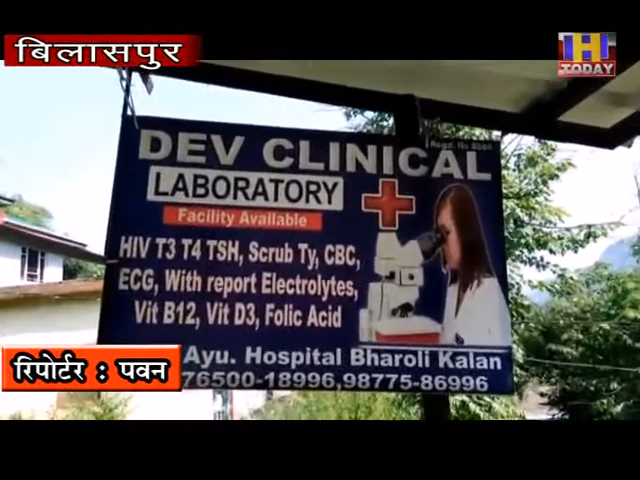 बिलासपुर
H
TODAY
DEV CLINICAL
LABORATORY
Facility Available
HIV T3 T4 TSH, Scrub Ty, CBC,
ECG, With report Electrolytes,
Vit B12, Vit D3, Folic Acid
Ayu. Hospital Bharoli Kalan
76500-18996, 98775-86996
रिपोर्टर : पवन